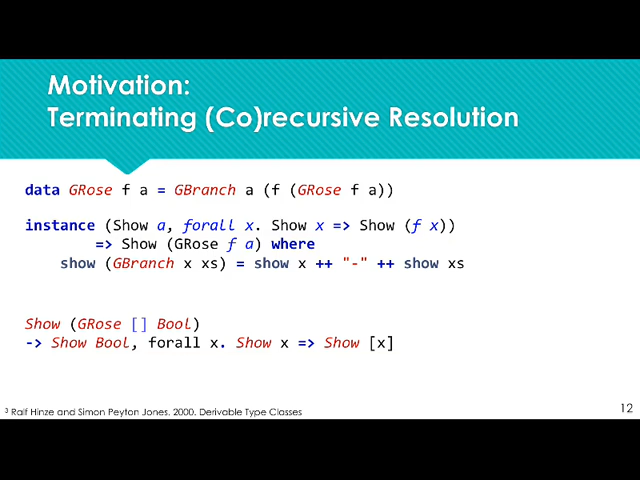 Motivation:
Terminating (Co)recursive Resolution
data GRose f a = GBranch a (f (GRose f a))
instance (Show a, forall x. Show x => Show (f x))
=> Show (GRose f a) where
show (GBranch x xs) = show x ++ "-" ++ show xs
Show (GRose [] Bool)
-> Show Bool, forall x. Show x => Show [x]
3 Ralf Hinze and Simon Peyton Jones. 2000. Derivable Type Classes
12